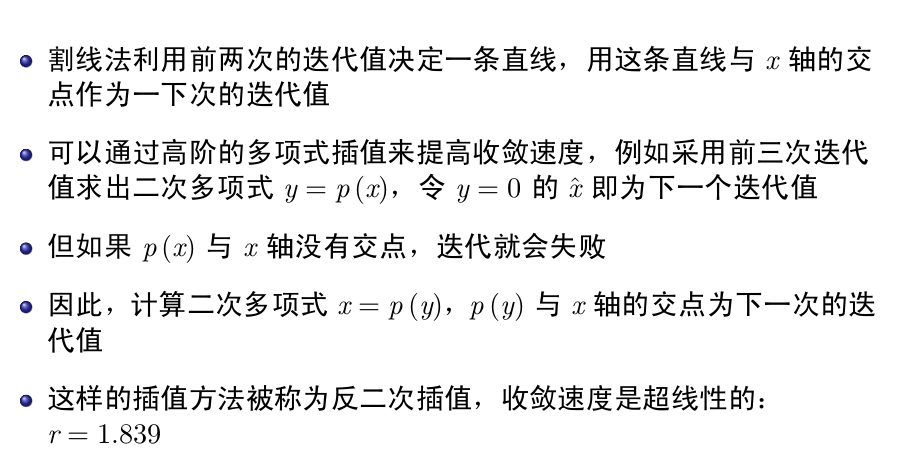 割线法利用前两次的迭代值决定一条直线，用这条直线与 x 轴的交
点作为一下次的迭代值
可以通过高阶的多项式插值来提高收敛速度，例如采用前三次迭代
值求出二次多项式 y = p (x)，令 y = 0 的 x̂ 即为下一个迭代值
但如果 p (x) 与 x 轴没有交点，迭代就会失败
因此，计算二次多项式 x = p (y)，p (y) 与 x 轴的交点为下一次的迭
代值
这样的插值方法被称为反二次插值，收敛速度是超线性的：
r = 1.839